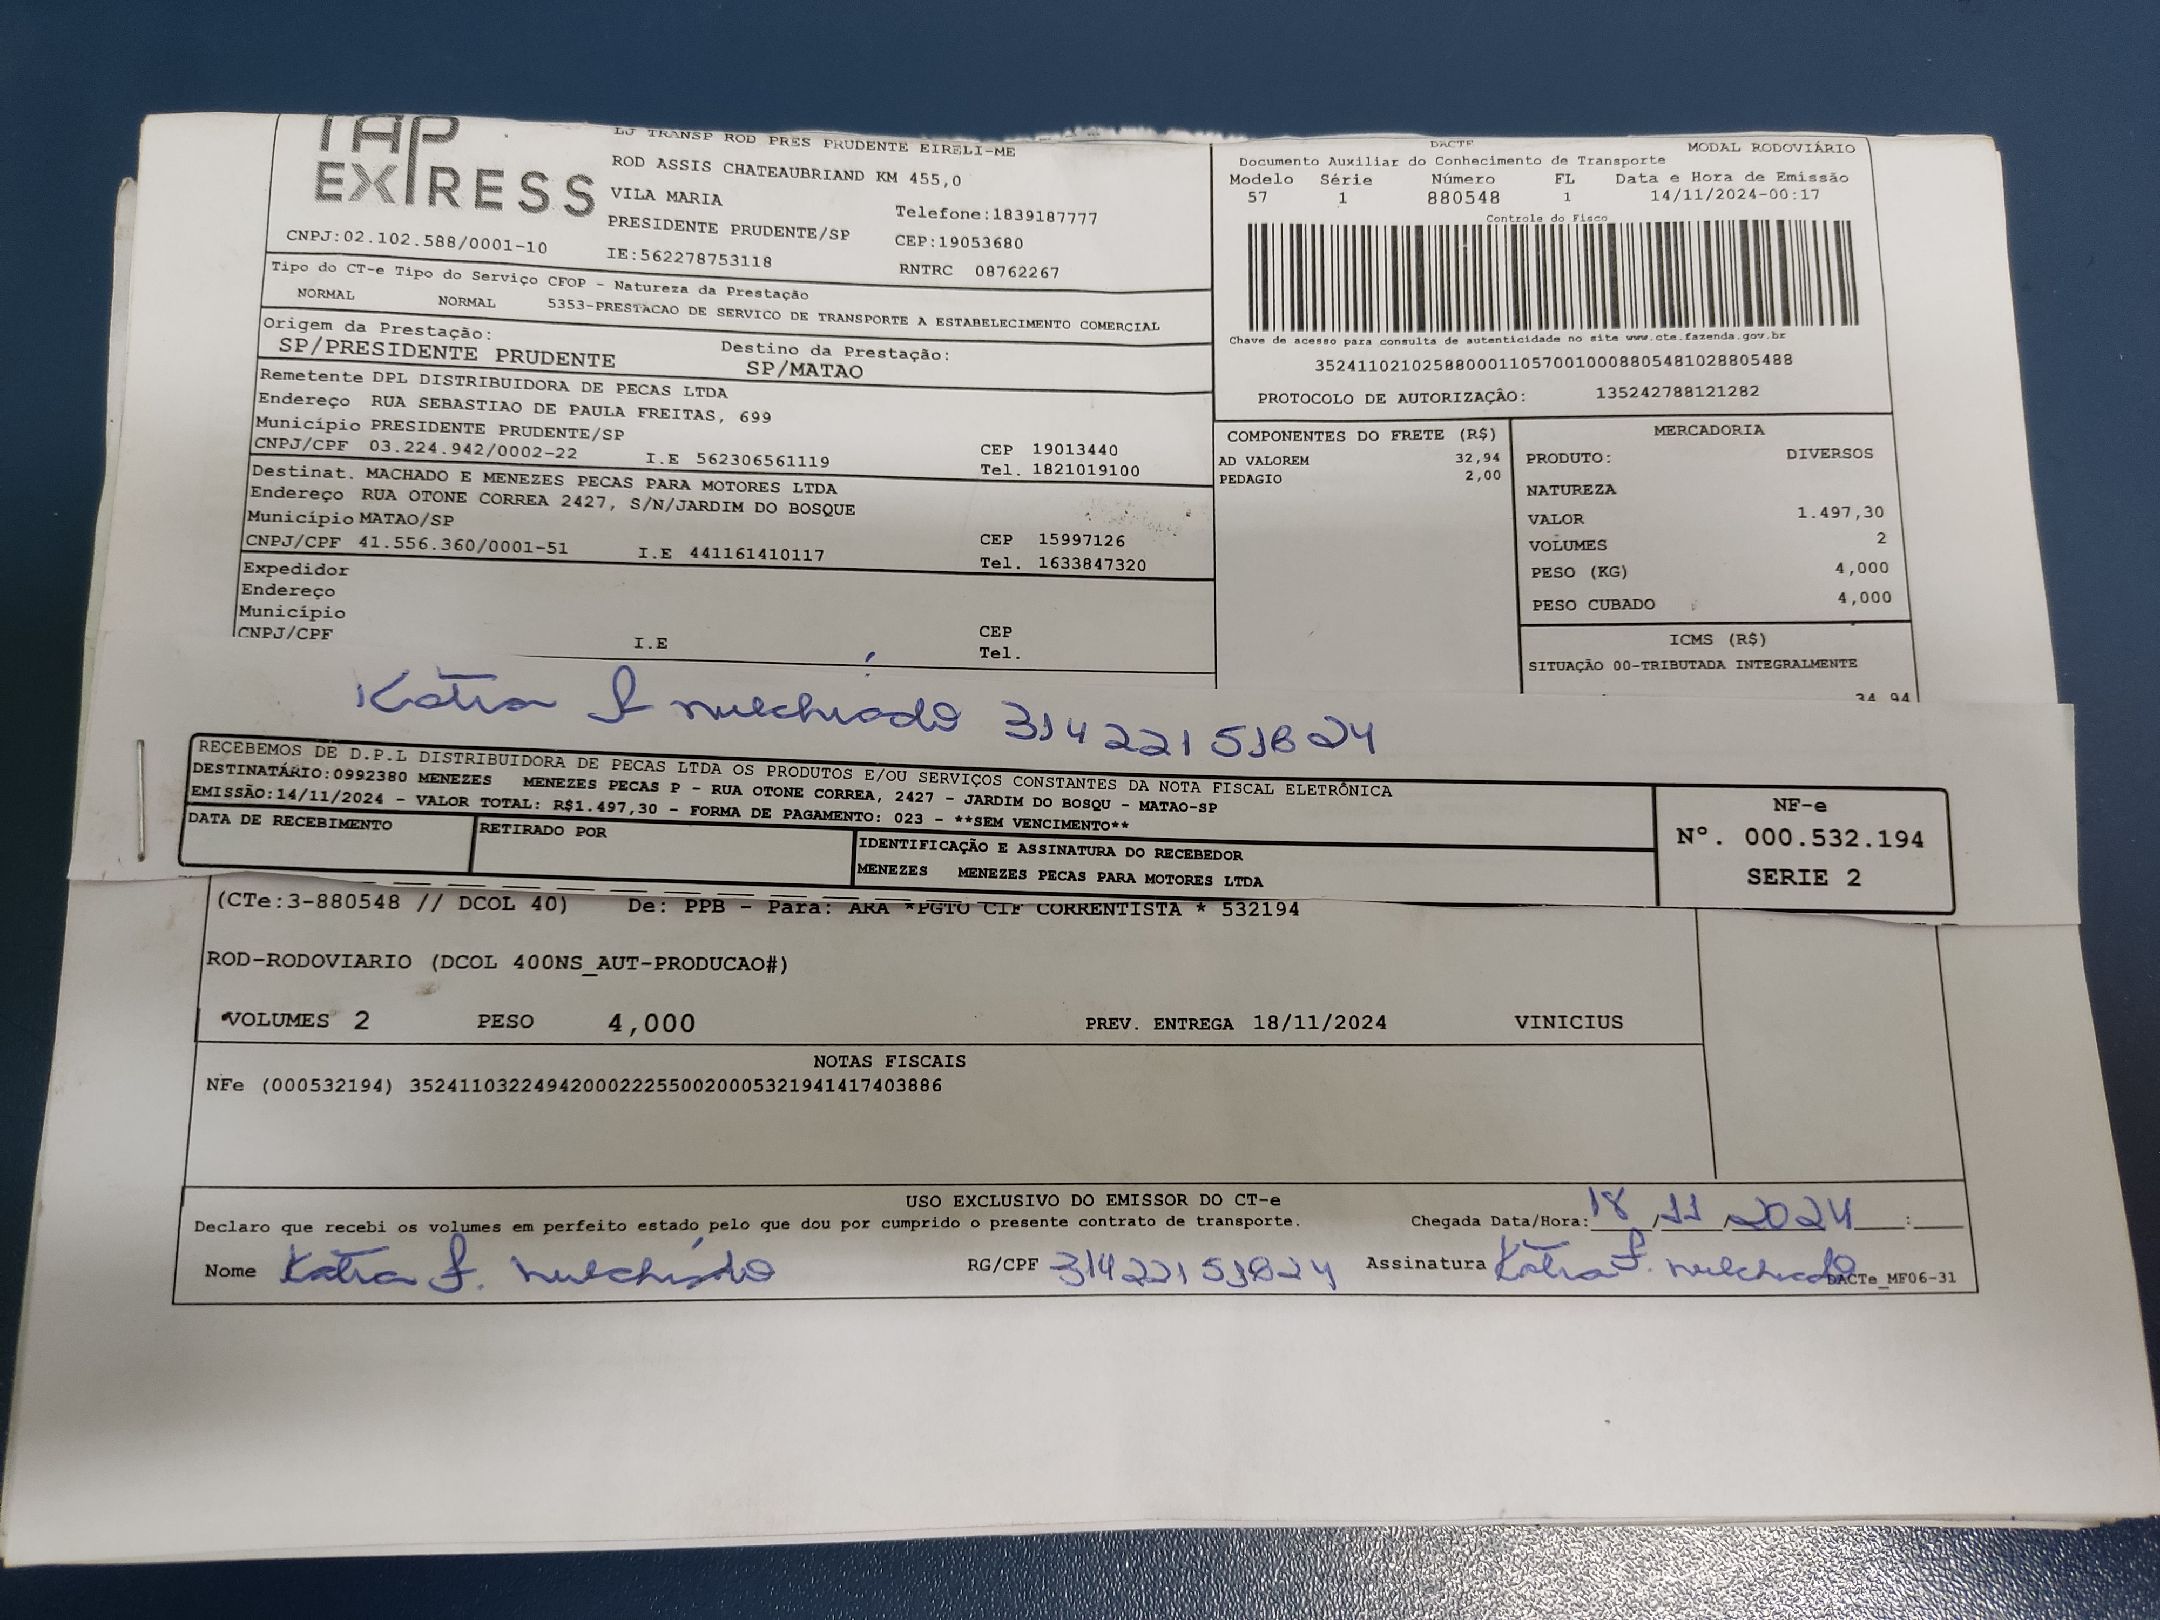 TAP
EXPRESS
CNPJ:02.102.588/0001-10
LJ TRANSP ROD PRES PRUDENTE EIRELI-ME
ROD ASSIS CHATEAUBRIAND KM 455,0
VILA MARIA
PRESIDENTE PRUDENTE/SP
IE:562278753118
Telefone:1839187777
CEP:19053680
RNTRC 08762267
DACTE
MODAL RODOVIÁRIO
Documento Auxiliar do Conhecimento de Transporte
Modelo Série Número FL Data e Hora de Emissão
57 1 880548 1 14/11/2024-00:17
Controle do Fisco
Chave de acesso para consulta de autenticidade no site www.cte.fazenda.gov.br
35241102102588000110570010008805481028805488
PROTOCOLO DE AUTORIZAÇÃO: 135242788121282
Tipo do CT-e Tipo do Serviço CFOP - Natureza da Prestação
NORMAL NORMAL 5353-PRESTACAO DE SERVICO DE TRANSPORTE A ESTABELECIMENTO COMERCIAL
Origem da Prestação: Destino da Prestação:
SP/PRESIDENTE PRUDENTE SP/MATAO
Remetente DPL DISTRIBUIDORA DE PECAS LTDA
Endereço RUA SEBASTIAO DE PAULA FREITAS, 699
Município PRESIDENTE PRUDENTE/SP CEP 19013440
CNPJ/CPF 03.224.942/0002-22 I.E 562306561119 Tel. 1821019100
Destinat. MACHADO E MENEZES PECAS PARA MOTORES LTDA
Endereço RUA OTONE CORREA 2427, S/N/JARDIM DO BOSQUE
Município MATAO/SP CEP 15997126
CNPJ/CPF 41.556.360/0001-51 I.E 441161410117 Tel. 1633847320
Expedidor
Endereço
Município CEP
CNPJ/CPF I.E Tel.
COMPONENTES DO FRETE (R$)
AD VALOREM 32,94
PEDAGIO 2,00
MERCADORIA
PRODUTO: DIVERSOS
NATUREZA
VALOR 1.497,30
VOLUMES 2
PESO (KG) 4,000
PESO CUBADO 4,000
ICMS (R$)
SITUAÇÃO 00-TRIBUTADA INTEGRALMENTE
34,94
Kátia f melchiado 31422151824
RECEBEMOS DE D.P.L DISTRIBUIDORA DE PECAS LTDA OS PRODUTOS E/OU SERVIÇOS CONSTANTES DA NOTA FISCAL ELETRÔNICA
DESTINATÁRIO:0992380 MENEZES MENEZES PECAS P - RUA OTONE CORREA, 2427 - JARDIM DO BOSQU - MATAO-SP
EMISSÃO:14/11/2024 - VALOR TOTAL: R$1.497,30 - FORMA DE PAGAMENTO: 023 - **SEM VENCIMENTO**
DATA DE RECEBIMENTO RETIRADO POR IDENTIFICAÇÃO E ASSINATURA DO RECEBEDOR
MENEZES MENEZES PECAS PARA MOTORES LTDA
NF-e
Nº. 000.532.194
SERIE 2
(CTe:3-880548 // DCOL 40) De: PPB - Para: ARA *PGTO CIF CORRENTISTA * 532194
ROD-RODOVIARIO (DCOL 400NS_AUT-PRODUCAO#)
VOLUMES 2 PESO 4,000 PREV. ENTREGA 18/11/2024 VINICIUS
NOTAS FISCAIS
NFe (000532194) 35241103224942000222550020005321941417403886
USO EXCLUSIVO DO EMISSOR DO CT-e
Declaro que recebi os volumes em perfeito estado pelo que dou por cumprido o presente contrato de transporte. Chegada Data/Hora: 18/11/2024 :
Nome Kátia f. melchiado RG/CPF 31422151824 Assinatura Kátia f. melchiado
DACTe_MF06-31